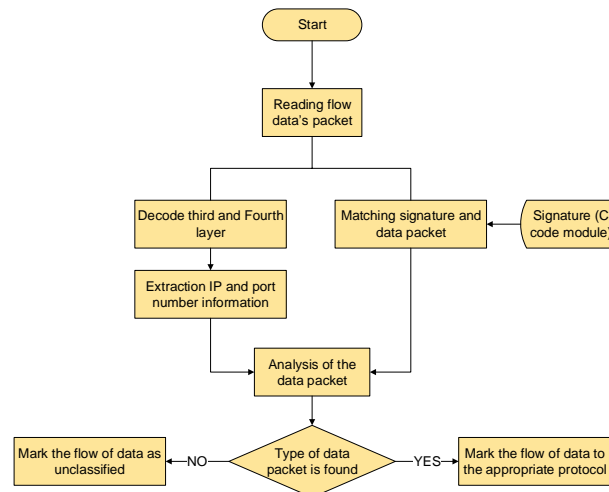 Start
Reading flow
data's packet
Decode third and Fourth
layer
Matching signature and
data packet
Signature (C
code module)
Extraction IP and port
number information
Analysis of the
data packet
Type of data
packet is found
NO
YES
Mark the flow of data as
unclassified
Mark the flow of data to
the appropriate protocol